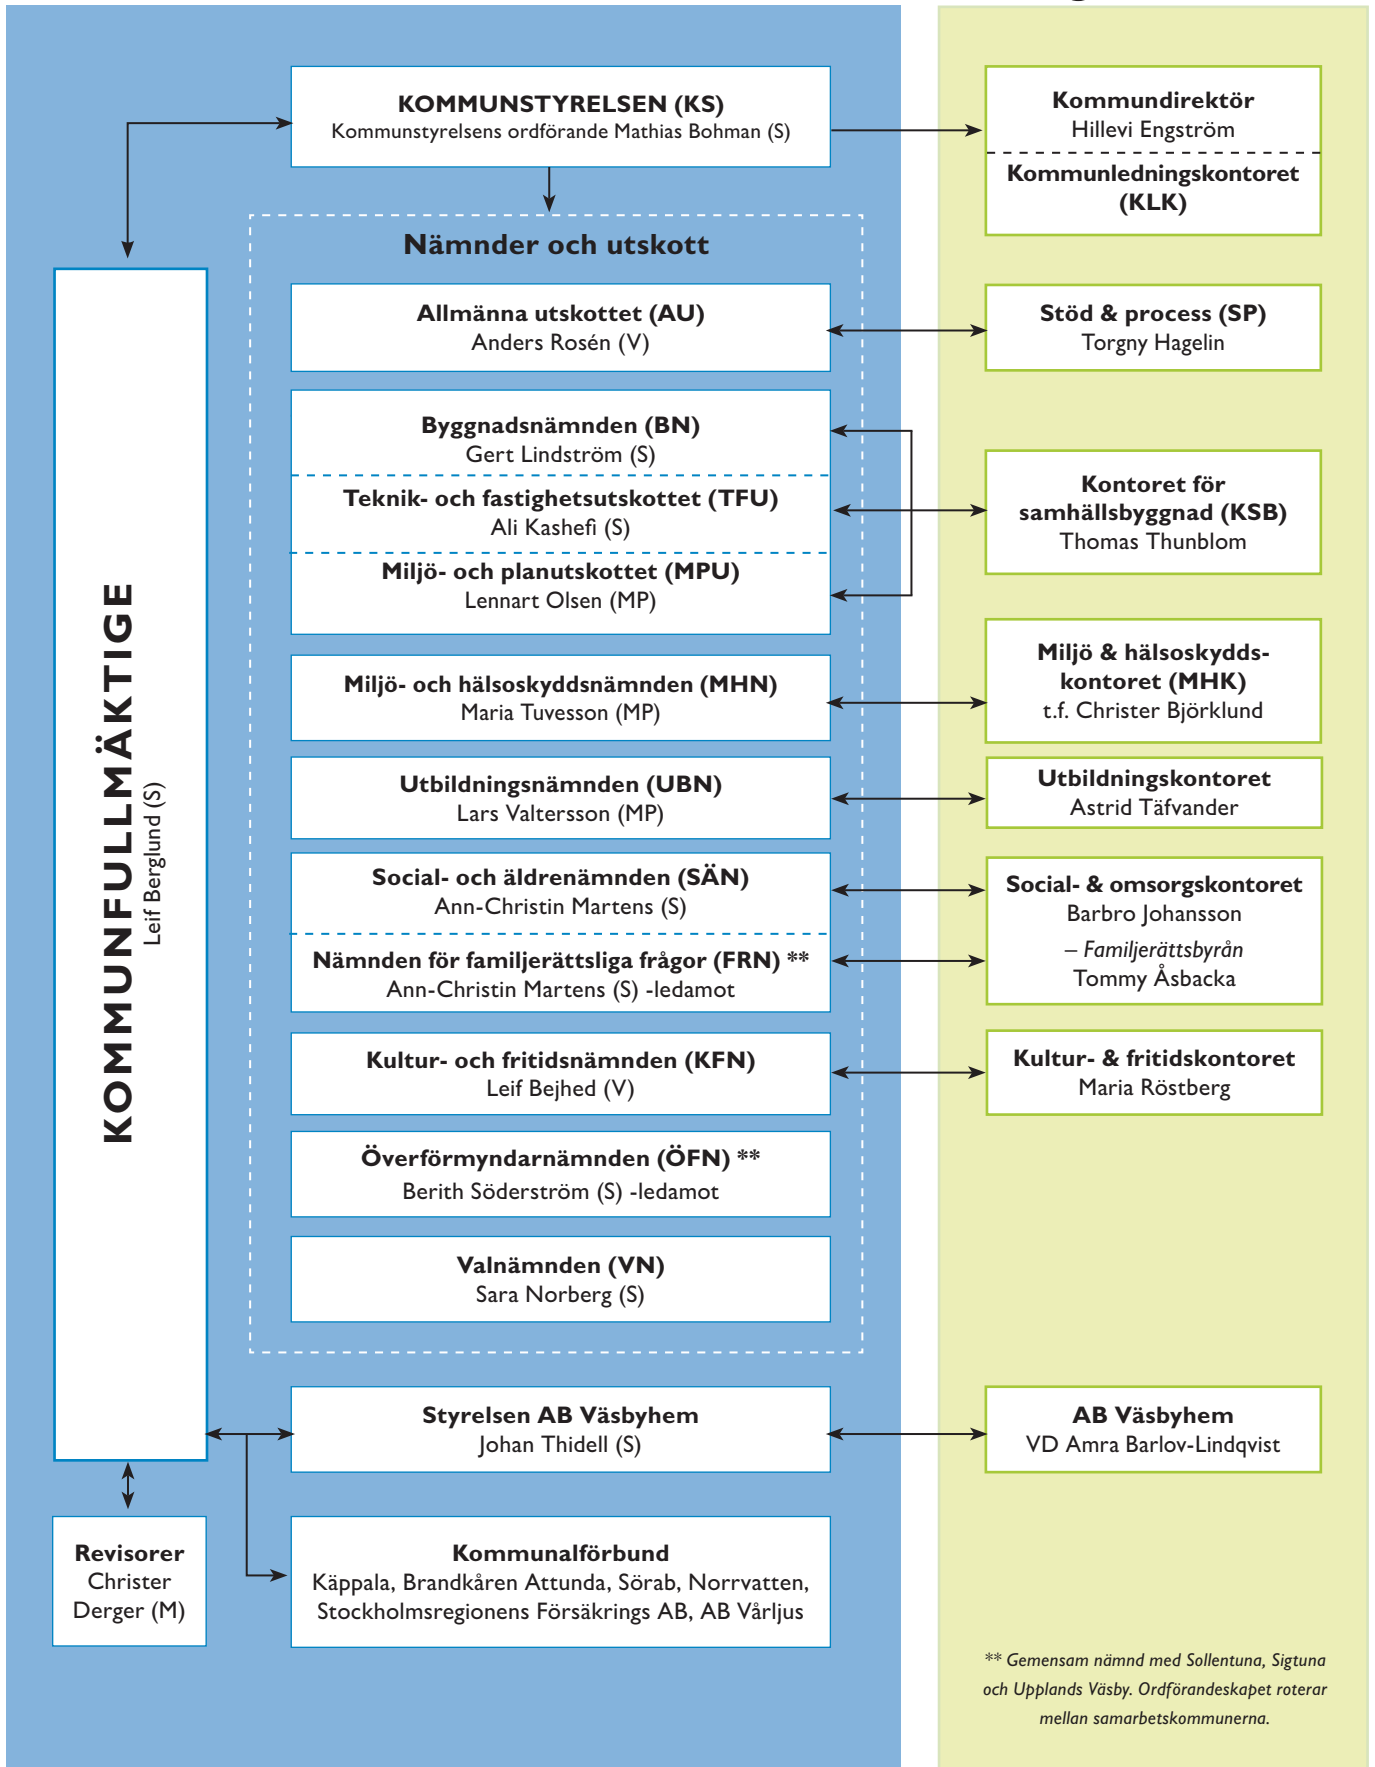 KOMMUNSTYRELSEN (KS)
Kommunstyrelsens ordförande Mathias Bohman (S)
Kommundirektör
Hillevi Engström
Kommunledningskontoret
(KLK)
Nämnder och utskott
KOMMUNFULLMÄKTIGE
Leif Berglund (S)
Allmänna utskottet (AU)
Anders Rosén (V)
Stöd & process (SP)
Torgny Hagelin
Byggnadsnämnden (BN)
Gert Lindström (S)
Teknik- och fastighetsutskottet (TFU)
Ali Kashefi (S)
Miljö- och planutskottet (MPU)
Lennart Olsen (MP)
Kontoret för
samhällsbyggnad (KSB)
Thomas Thunblom
Miljö- och hälsoskyddsnämnden (MHN)
Maria Tuvesson (MP)
Miljö & hälsoskydds-
kontoret (MHK)
t.f. Christer Björklund
Utbildningsnämnden (UBN)
Lars Valtersson (MP)
Utbildningskontoret
Astrid Täfvander
Social- och äldrenämnden (SÄN)
Ann-Christin Martens (S)
Nämnden för familjerättsliga frågor (FRN) **
Ann-Christin Martens (S) -ledamot
Social- & omsorgskontoret
Barbro Johansson
– Familjerättsbyrån
Tommy Åsbacka
Kultur- och fritidsnämnden (KFN)
Leif Bejhed (V)
Kultur- & fritidskontoret
Maria Röstberg
Överförmyndarnämnden (ÖFN) **
Berith Söderström (S) -ledamot
Valnämnden (VN)
Sara Norberg (S)
Styrelsen AB Väsbyhem
Johan Thidell (S)
AB Väsbyhem
VD Amra Barlov-Lindqvist
Revisorer
Christer
Derger (M)
Kommunalförbund
Käppala, Brandkåren Attunda, Sörab, Norrvatten,
Stockholmsregionens Försäkrings AB, AB Vårljus
** Gemensam nämnd med Sollentuna, Sigtuna
och Upplands Väsby. Ordförandeskapet roterar
mellan samarbetskommunerna.